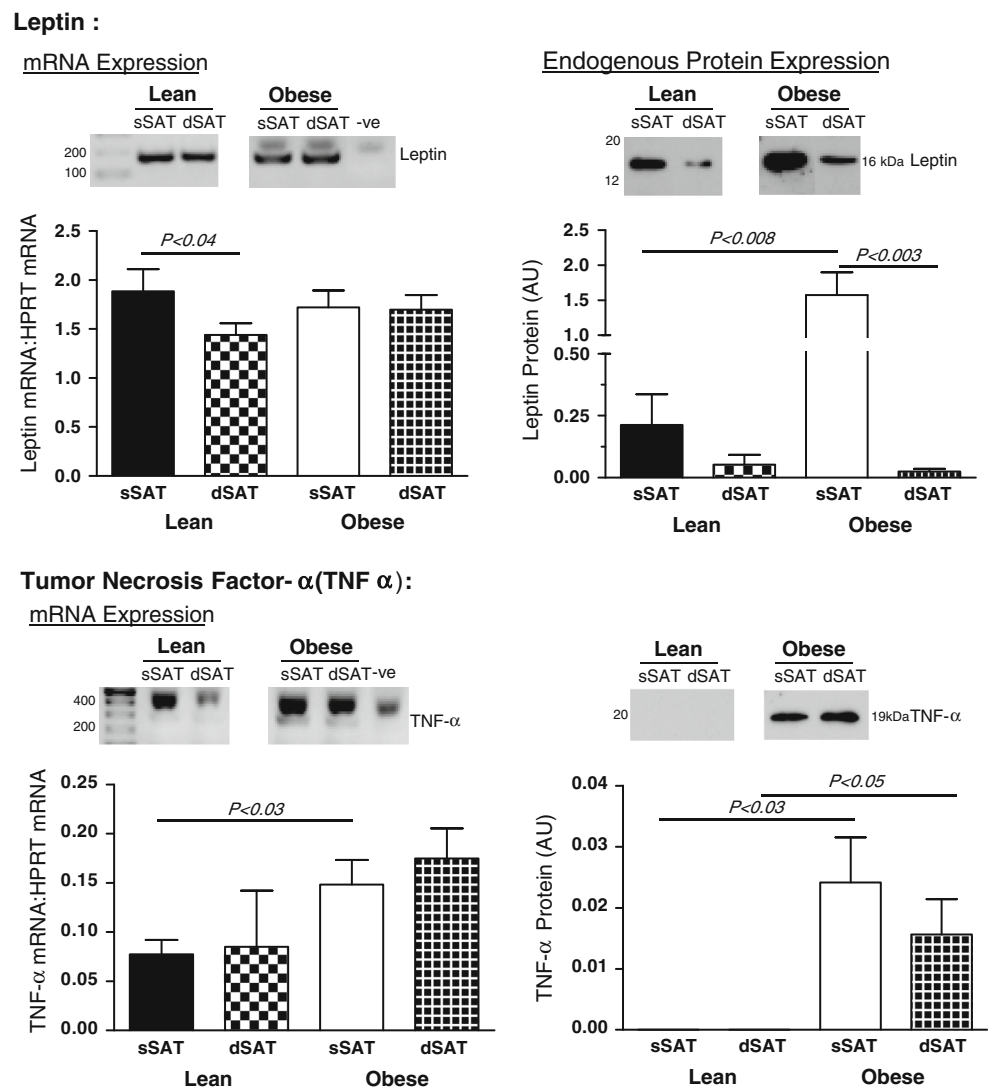 Leptin :
mRNA Expression
Lean Obese
sSAT dSAT sSAT dSAT -ve
200
100
Leptin
Leptin mRNA:HPRT mRNA
2.5
2.0
1.5
1.0
0.5
0.0
P<0.04
sSAT dSAT sSAT dSAT
Lean Obese
Endogenous Protein Expression
Lean Obese
sSAT dSAT sSAT dSAT
20
12
16 kDa Leptin
Leptin Protein (AU)
2.5
2.0
1.5
1.0
0.50
0.25
0.00
P<0.008
P<0.003
sSAT dSAT sSAT dSAT
Lean Obese
Tumor Necrosis Factor- α(TNF α):
mRNA Expression
Lean Obese
sSAT dSAT sSAT dSAT -ve
400
200
TNF-α
TNF-α mRNA:HPRT mRNA
0.25
0.20
0.15
0.10
0.05
0.00
P<0.03
sSAT dSAT sSAT dSAT
Lean Obese
Lean Obese
sSAT dSAT sSAT dSAT
20
19kDaTNF-α
TNF-α Protein (AU)
0.04
0.03
0.02
0.01
0.00
P<0.05
P<0.03
sSAT dSAT sSAT dSAT
Lean Obese